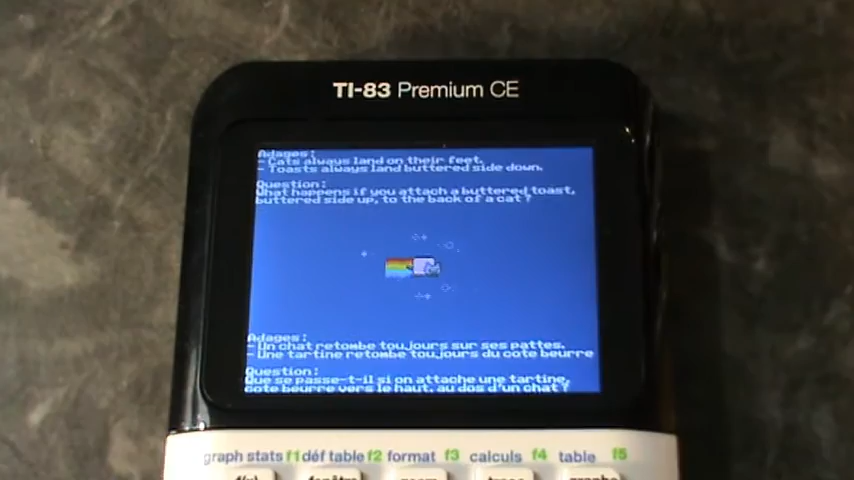 TI-83 Premium CE
Adages:
- Cats always land on their feet.
- Toasts always land buttered side down.
Question:
What happens if you attach a buttered toast,
buttered side up, to the back of a cat ?
Adages:
- Un chat retombe toujours sur ses pattes.
- Une tartine retombe toujours du cote beurre
Question:
Que se passe-t-il si on attache une tartine,
cote beurre vers le haut, au dos d'un chat ?
graph stats f1 déf table f2 format f3 calculs f4 table f5
f(x) fenêtre zoom trace graphe